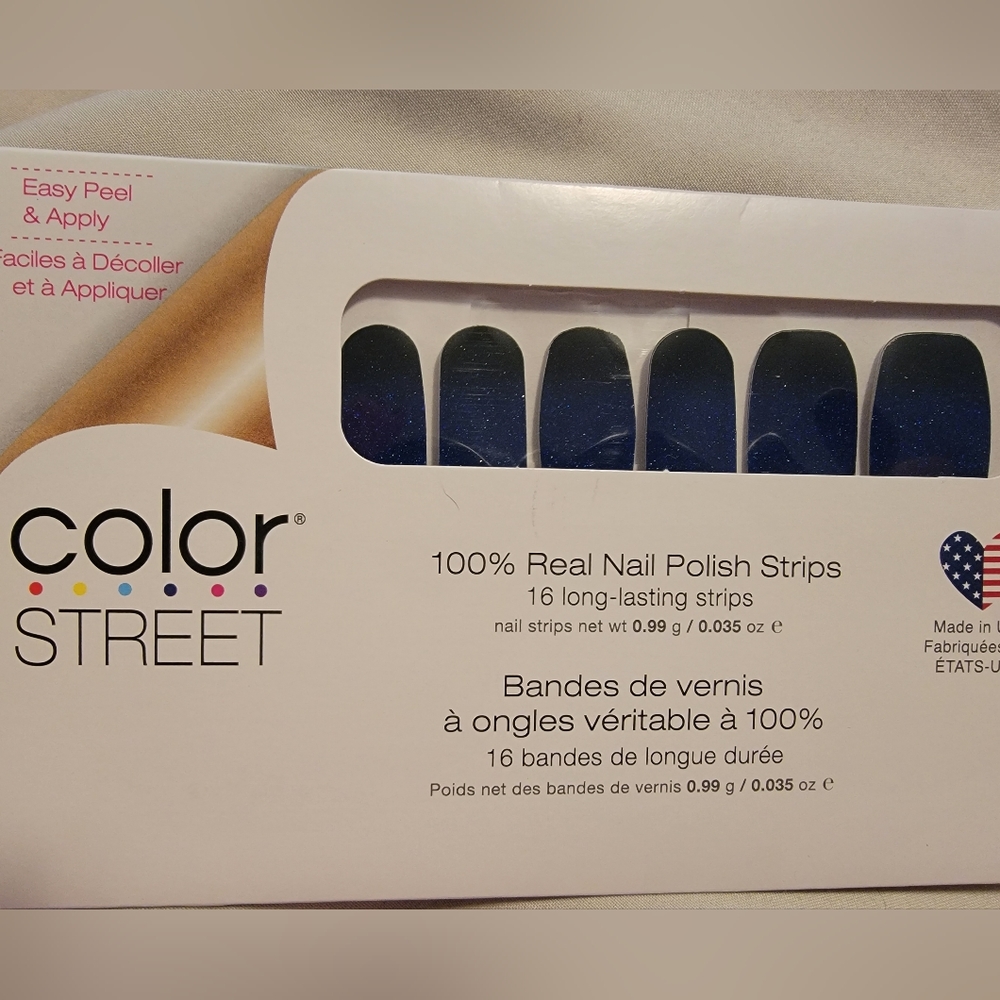 Easy Peel
& Apply
Faciles à Décoller
et à Appliquer
color®
STREET
100% Real Nail Polish Strips
16 long-lasting strips
nail strips net wt 0.99 g / 0.035 oz ℮
Bandes de vernis
à ongles véritable à 100%
16 bandes de longue durée
Poids net des bandes de vernis 0.99 g / 0.035 oz ℮
Made in
Fabriquées
ÉTATS-U